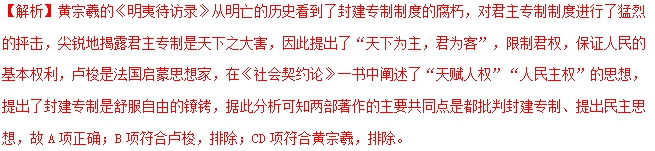 【解析】黄宗羲的《明夷待访录》从明亡的历史看到了封建专制制度的腐朽，对君主专制制度进行了猛烈
的抨击，尖锐地揭露君主专制是天下之大害，因此提出了“天下为主，君为客”，限制君权，保证人民的
基本权利，卢梭是法国启蒙思想家，在《社会契约论》一书中阐述了“天赋人权”“人民主权”的思想，
提出了封建专制是舒服自由的镣铐，据此分析可知两部著作的主要共同点是都批判封建专制、提出民主思
想，故 A 项正确；B 项符合卢梭，排除；CD 项符合黄宗羲，排除。